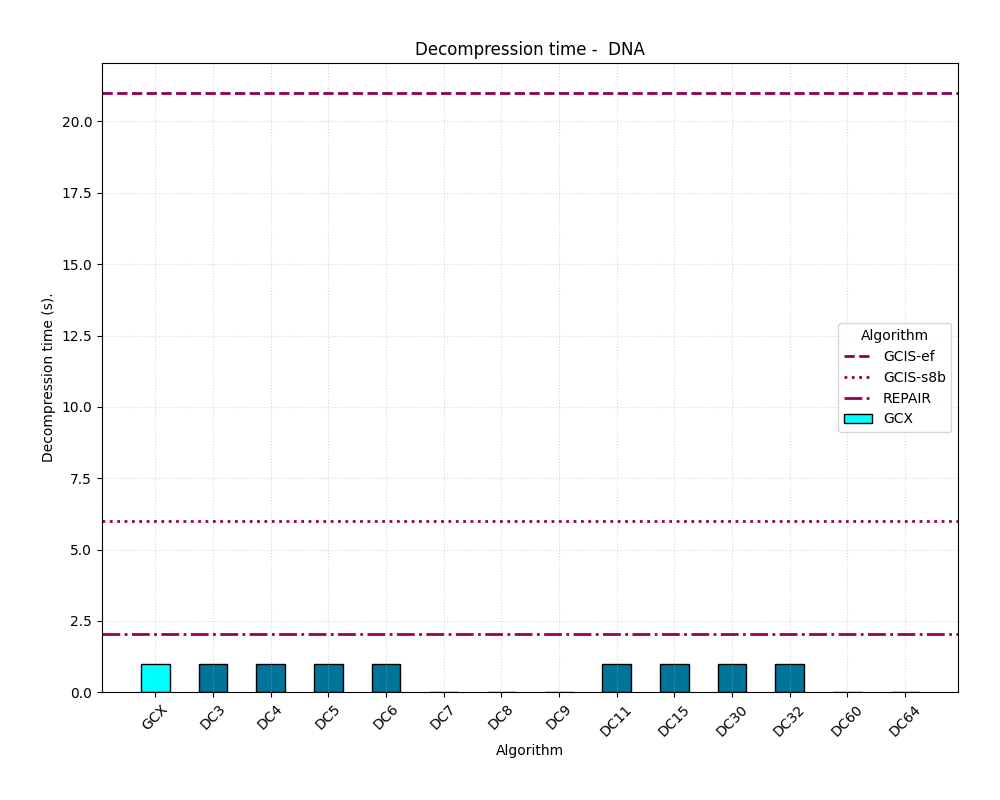 Decompression time -  DNA
Decompression time (s).
20.0
17.5
15.0
12.5
10.0
7.5
5.0
2.5
0.0
Algorithm
GCIS-ef
GCIS-s8b
REPAIR
GCX
GCX
DC3
DC4
DC5
DC6
DC7
DC8
DC9
DC11
DC15
DC30
DC32
DC60
DC64
Algorithm